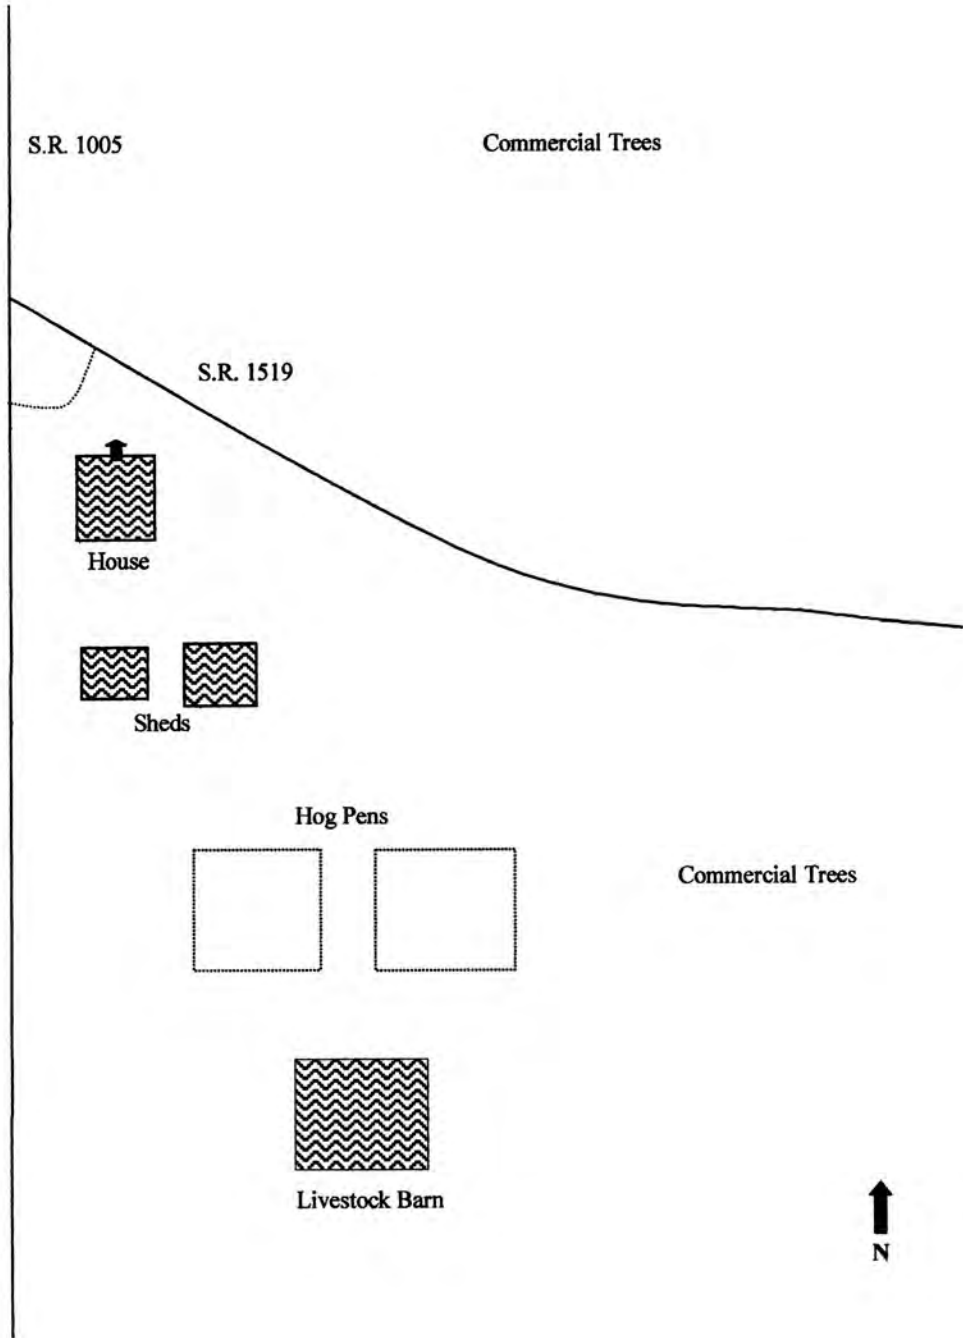 S.R. 1005
Commercial Trees
S.R. 1519
House
Sheds
Hog Pens
Commercial Trees
Livestock Barn
N